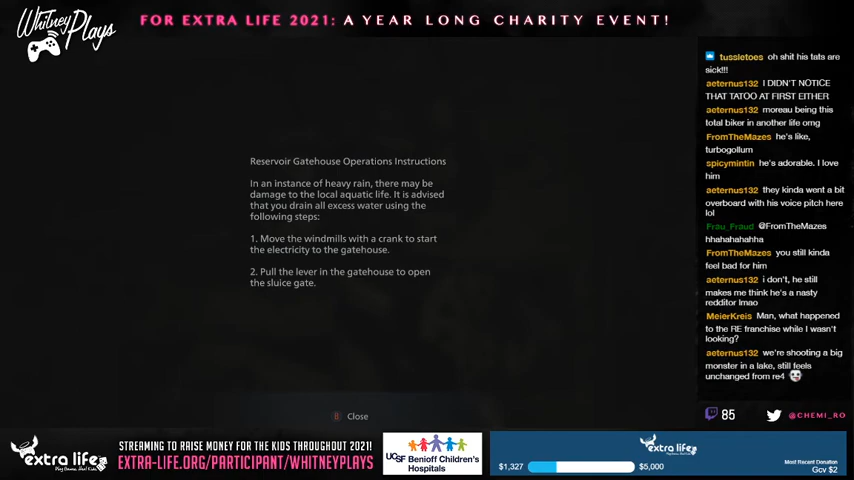 Whitney Plays
FOR EXTRA LIFE 2021: A YEAR LONG CHARITY EVENT!
Reservoir Gatehouse Operations Instructions
In an instance of heavy rain, there may be
damage to the local aquatic life. It is advised
that you drain all excess water using the
following steps:
1. Move the windmills with a crank to start
the electricity to the gatehouse.
2. Pull the lever in the gatehouse to open
the sluice gate.
Close
tussietoes oh shit his tats are
sick!!!
aeternus132 I DIDN'T NOTICE
THAT TATOO AT FIRST EITHER
aeternus132 moreau being this
total biker in another life omg
FromTheMazes he's like,
turbogollum
spicymintin he's adorable. I love
him
aeternus132 they kinda went a bit
overboard with his voice pitch here
lol
Frau_Fraud @FromTheMazes
hhahahahahha
FromTheMazes you still kinda
feel bad for him
aeternus132 i don't, he still
makes me think he's a nasty
redditor lmao
MeierKreis Man, what happened
to the RE franchise while I wasn't
looking?
aeternus132 we're shooting a big
monster in a lake, still feels
unchanged from re4
85
@CHEMI_RO
extra life
Play Games. Heal Kids.
STREAMING TO RAISE MONEY FOR THE KIDS THROUGHOUT 2021!
EXTRA-LIFE.ORG/PARTICIPANT/WHITNEYPLAYS
UCSF Benioff Children's
Hospitals
extra life
$1,327
$5,000
Most Recent Donation
Gcv $2